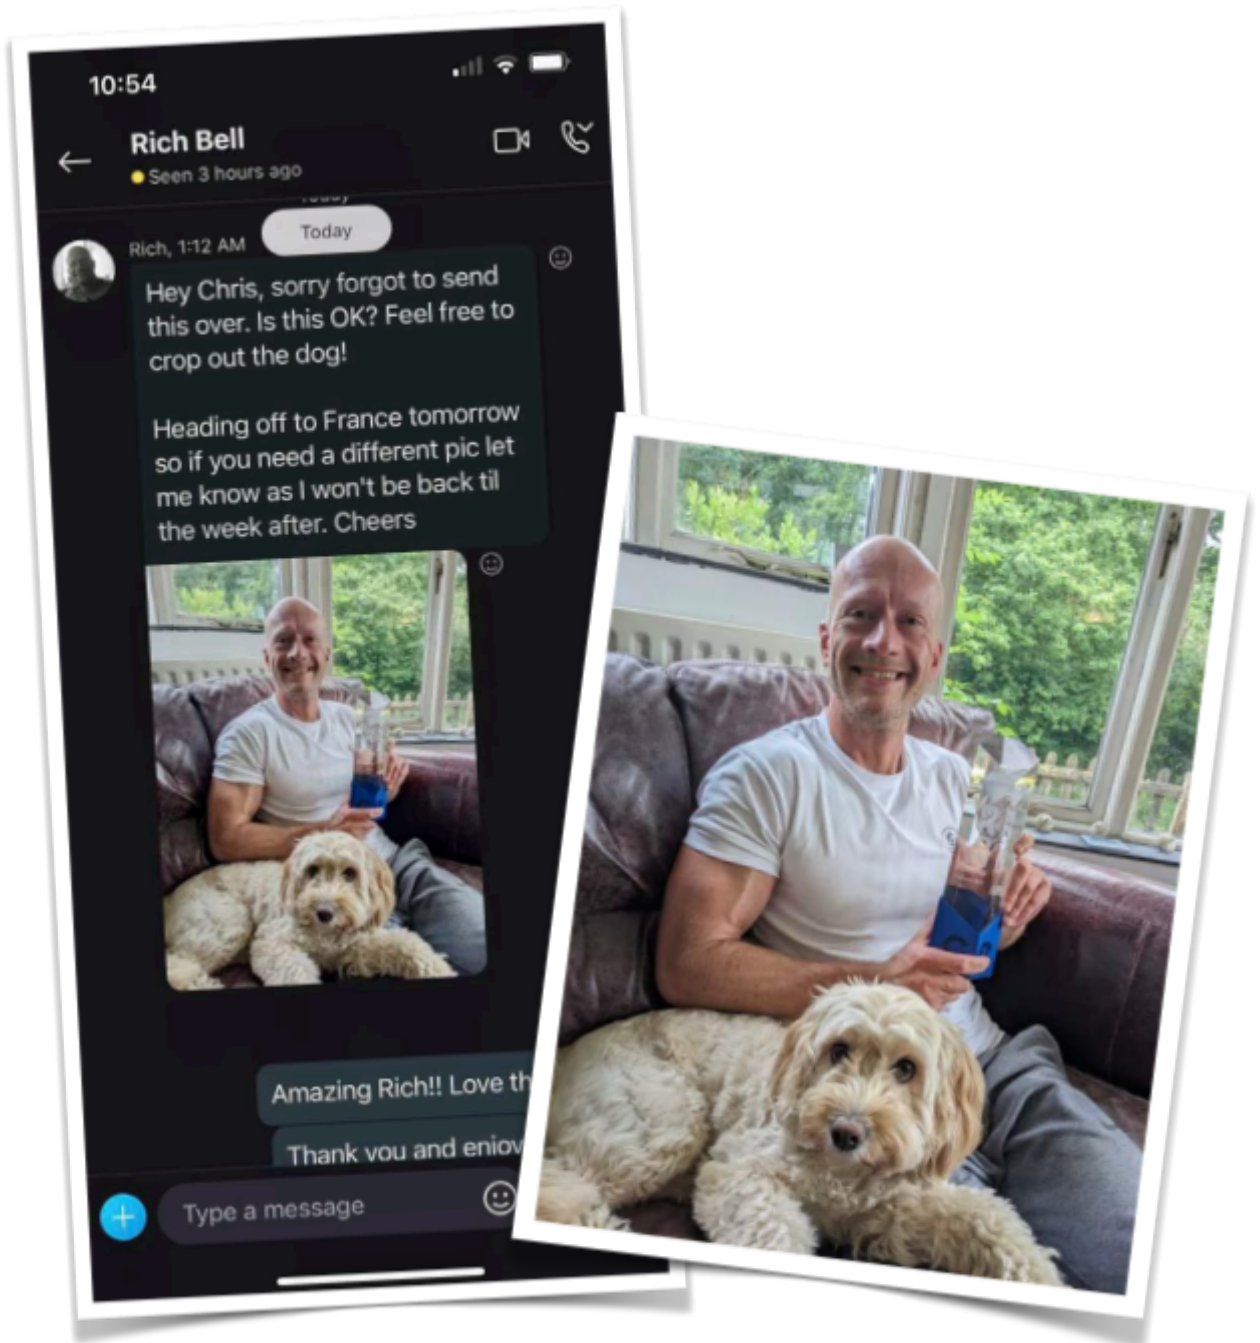 10:54
Rich Bell
Seen 3 hours ago
Today
Rich, 1:12 AM
Hey Chris, sorry forgot to send
this over. Is this OK? Feel free to
crop out the dog!
Heading off to France tomorrow
so if you need a different pic let
me know as I won't be back til
the week after. Cheers
Amazing Rich!! Love
Thank you and
Type a message